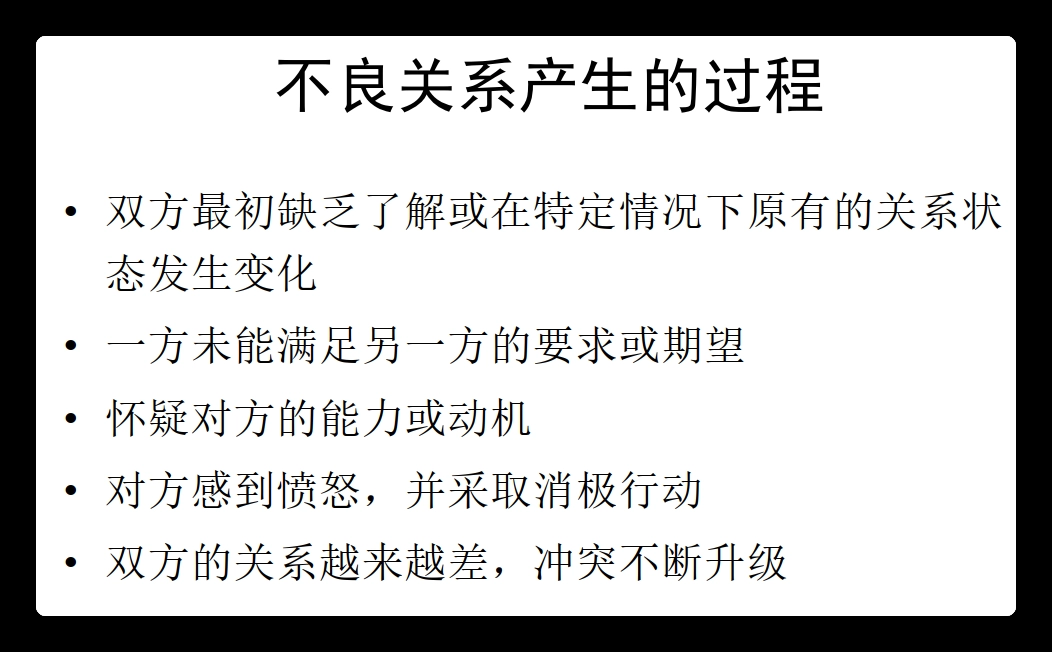 不良关系产生的过程
• 双方最初缺乏了解或在特定情况下原有的关系状
态发生变化
• 一方未能满足另一方的要求或期望
• 怀疑对方的能力或动机
• 对方感到愤怒，并采取消极行动
• 双方的关系越来越差，冲突不断升级